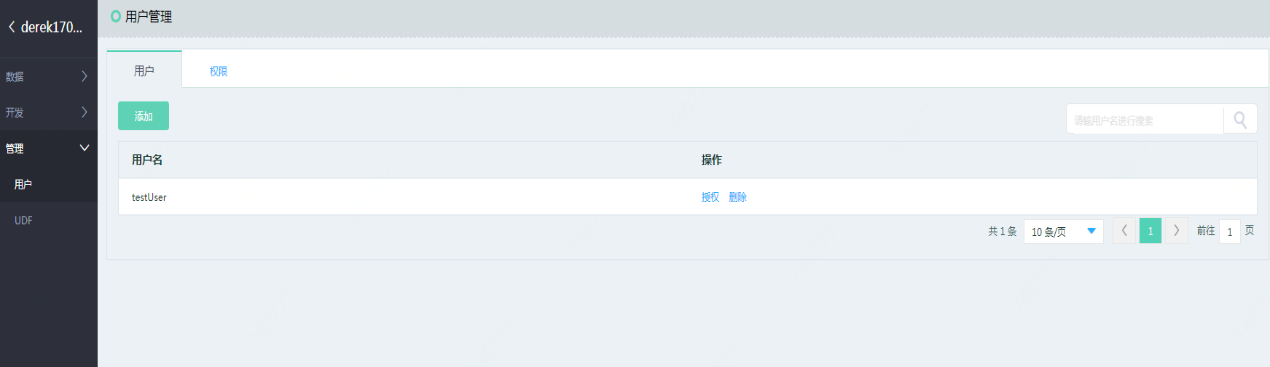 derek170...
用户管理
数据
开发
管理
用户
UDF
用户
权限
添加
请输用户名进行搜索
用户名 操作
testUser 授权 删除
共 1 条 10 条/页 1 前往 1 页